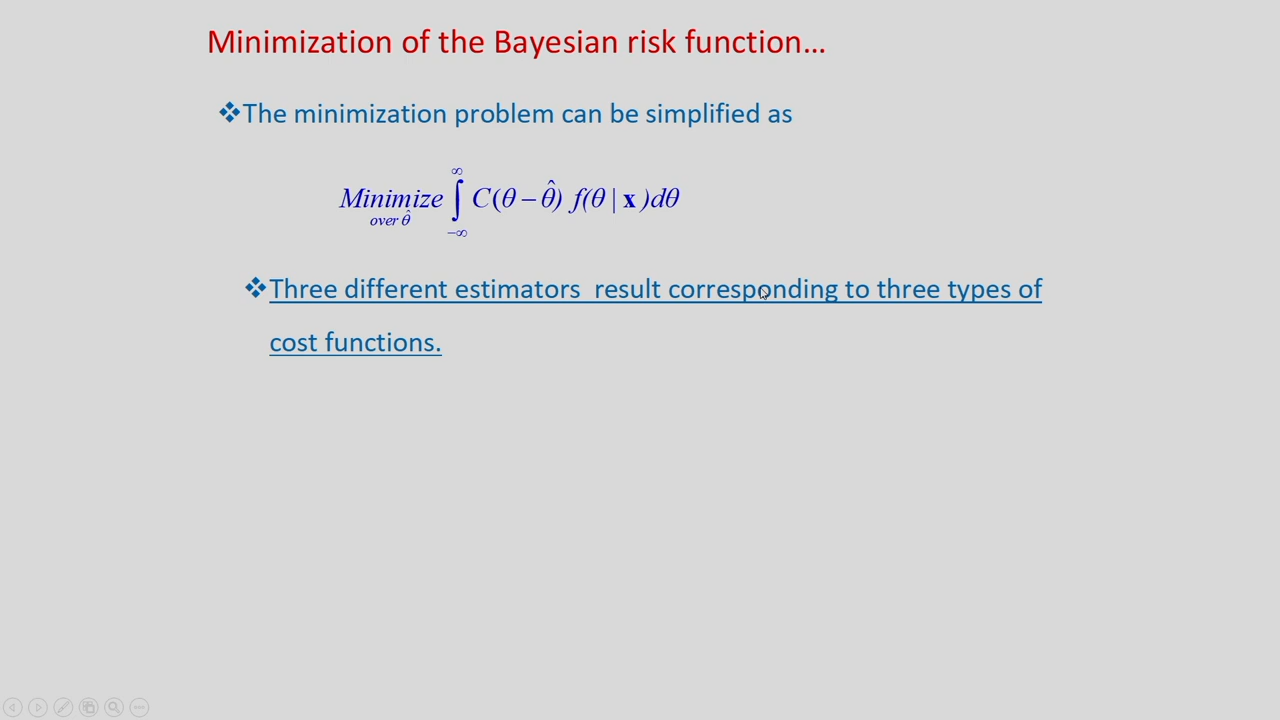 Minimization of the Bayesian risk function…
❖The minimization problem can be simplified as
Minimize ∫ C(θ − θ̂) f(θ | x)dθ
over θ̂ −∞ ∞
❖Three different estimators result corresponding to three types of
cost functions.